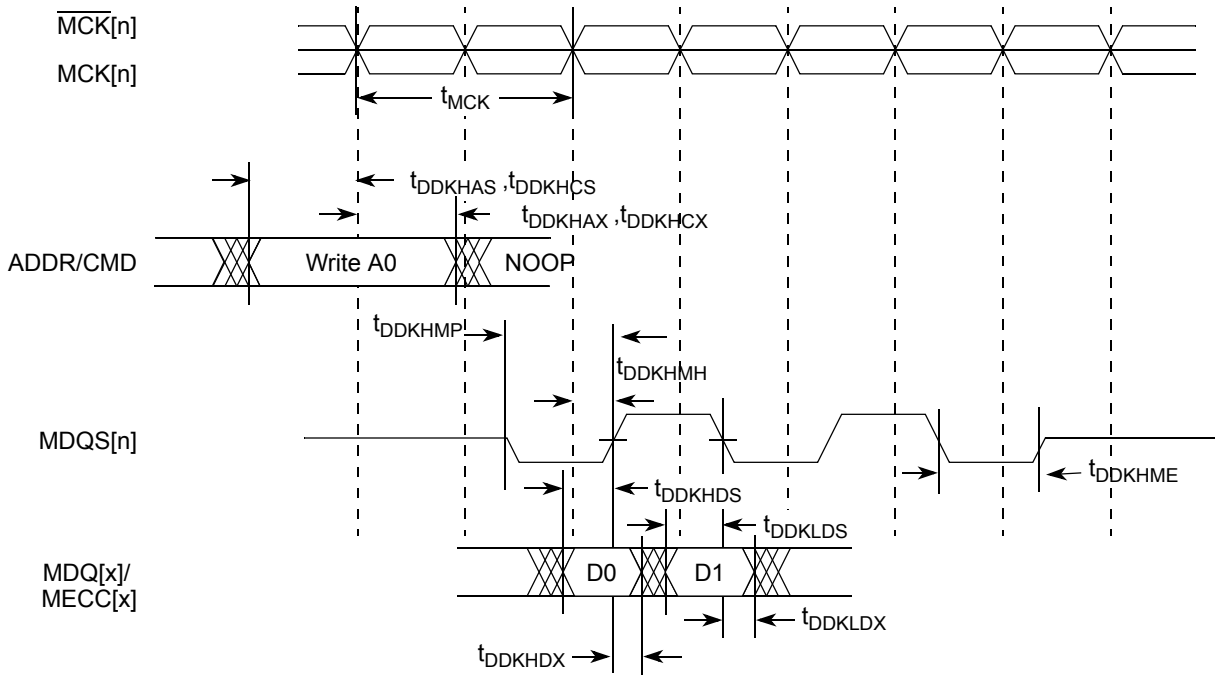 MCK[n]
MCK[n]
tMCK
tDDKHAS ,tDDKHCS
tDDKHAX ,tDDKHCX
ADDR/CMD
Write A0
NOOP
tDDKHMP
tDDKHMH
MDQS[n]
tDDKHME
tDDKHDS
tDDKLDS
MDQ[x]/
MECC[x]
D0
D1
tDDKLDX
tDDKHDX